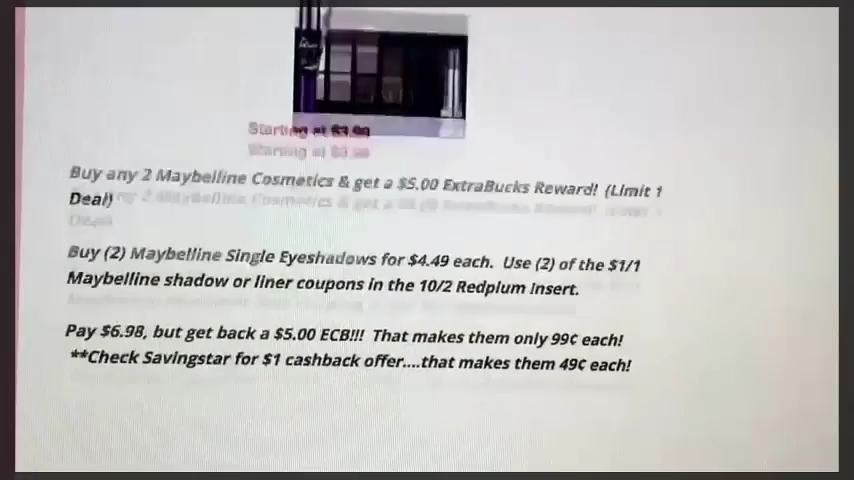 Starting at $3.99
Buy any 2 Maybelline Cosmetics & get a $5.00 ExtraBucks Reward! (Limit 1
Deal)
Buy (2) Maybelline Single Eyeshadows for $4.49 each. Use (2) of the $1/1
Maybelline shadow or liner coupons in the 10/2 Redplum Insert.
Pay $6.98, but get back a $5.00 ECB!!! That makes them only 99¢ each!
**Check Savingstar for $1 cashback offer....that makes them 49¢ each!